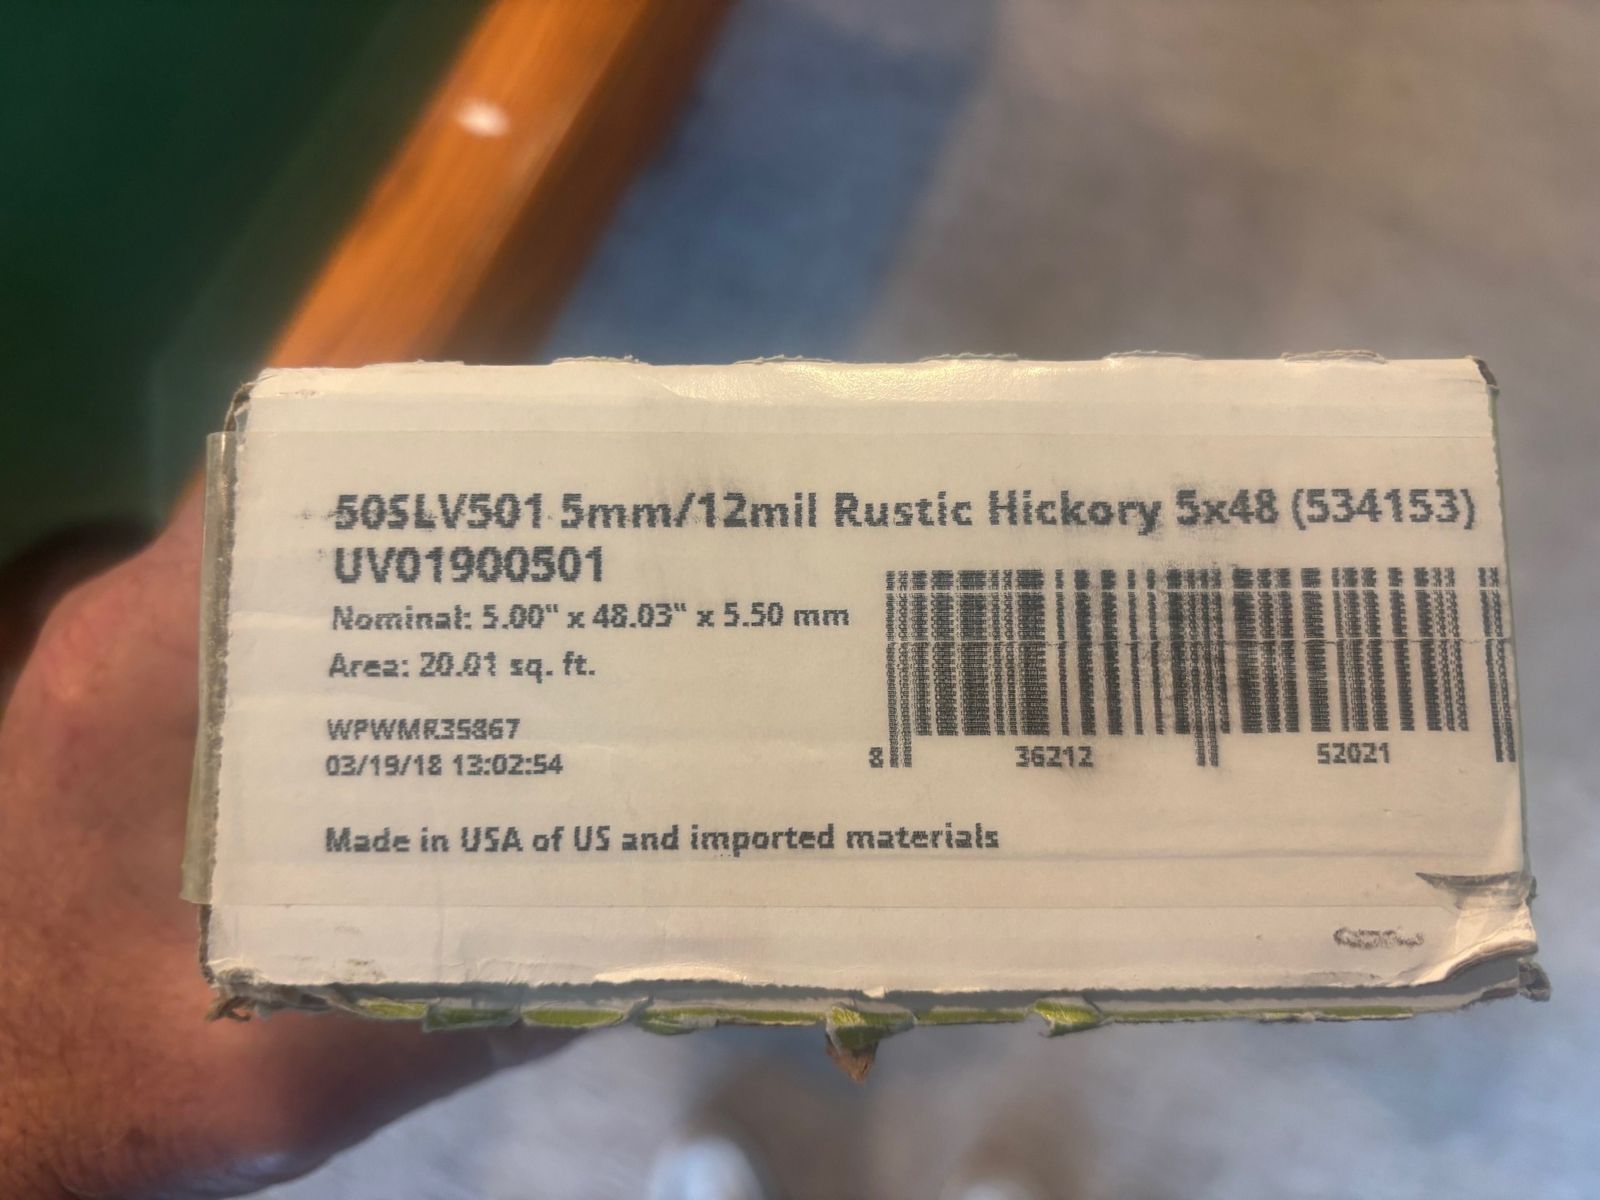 50SLV501 5mm/12mil Rustic Hickory 5x48 (534153)
UV01900501
Nominal: 5.00" x 48.03" x 5.50 mm
Area: 20.01 sq. ft.
WPWMR35867
03/19/18 13:02:54
8 36212 52021
Made in USA of US and imported materials